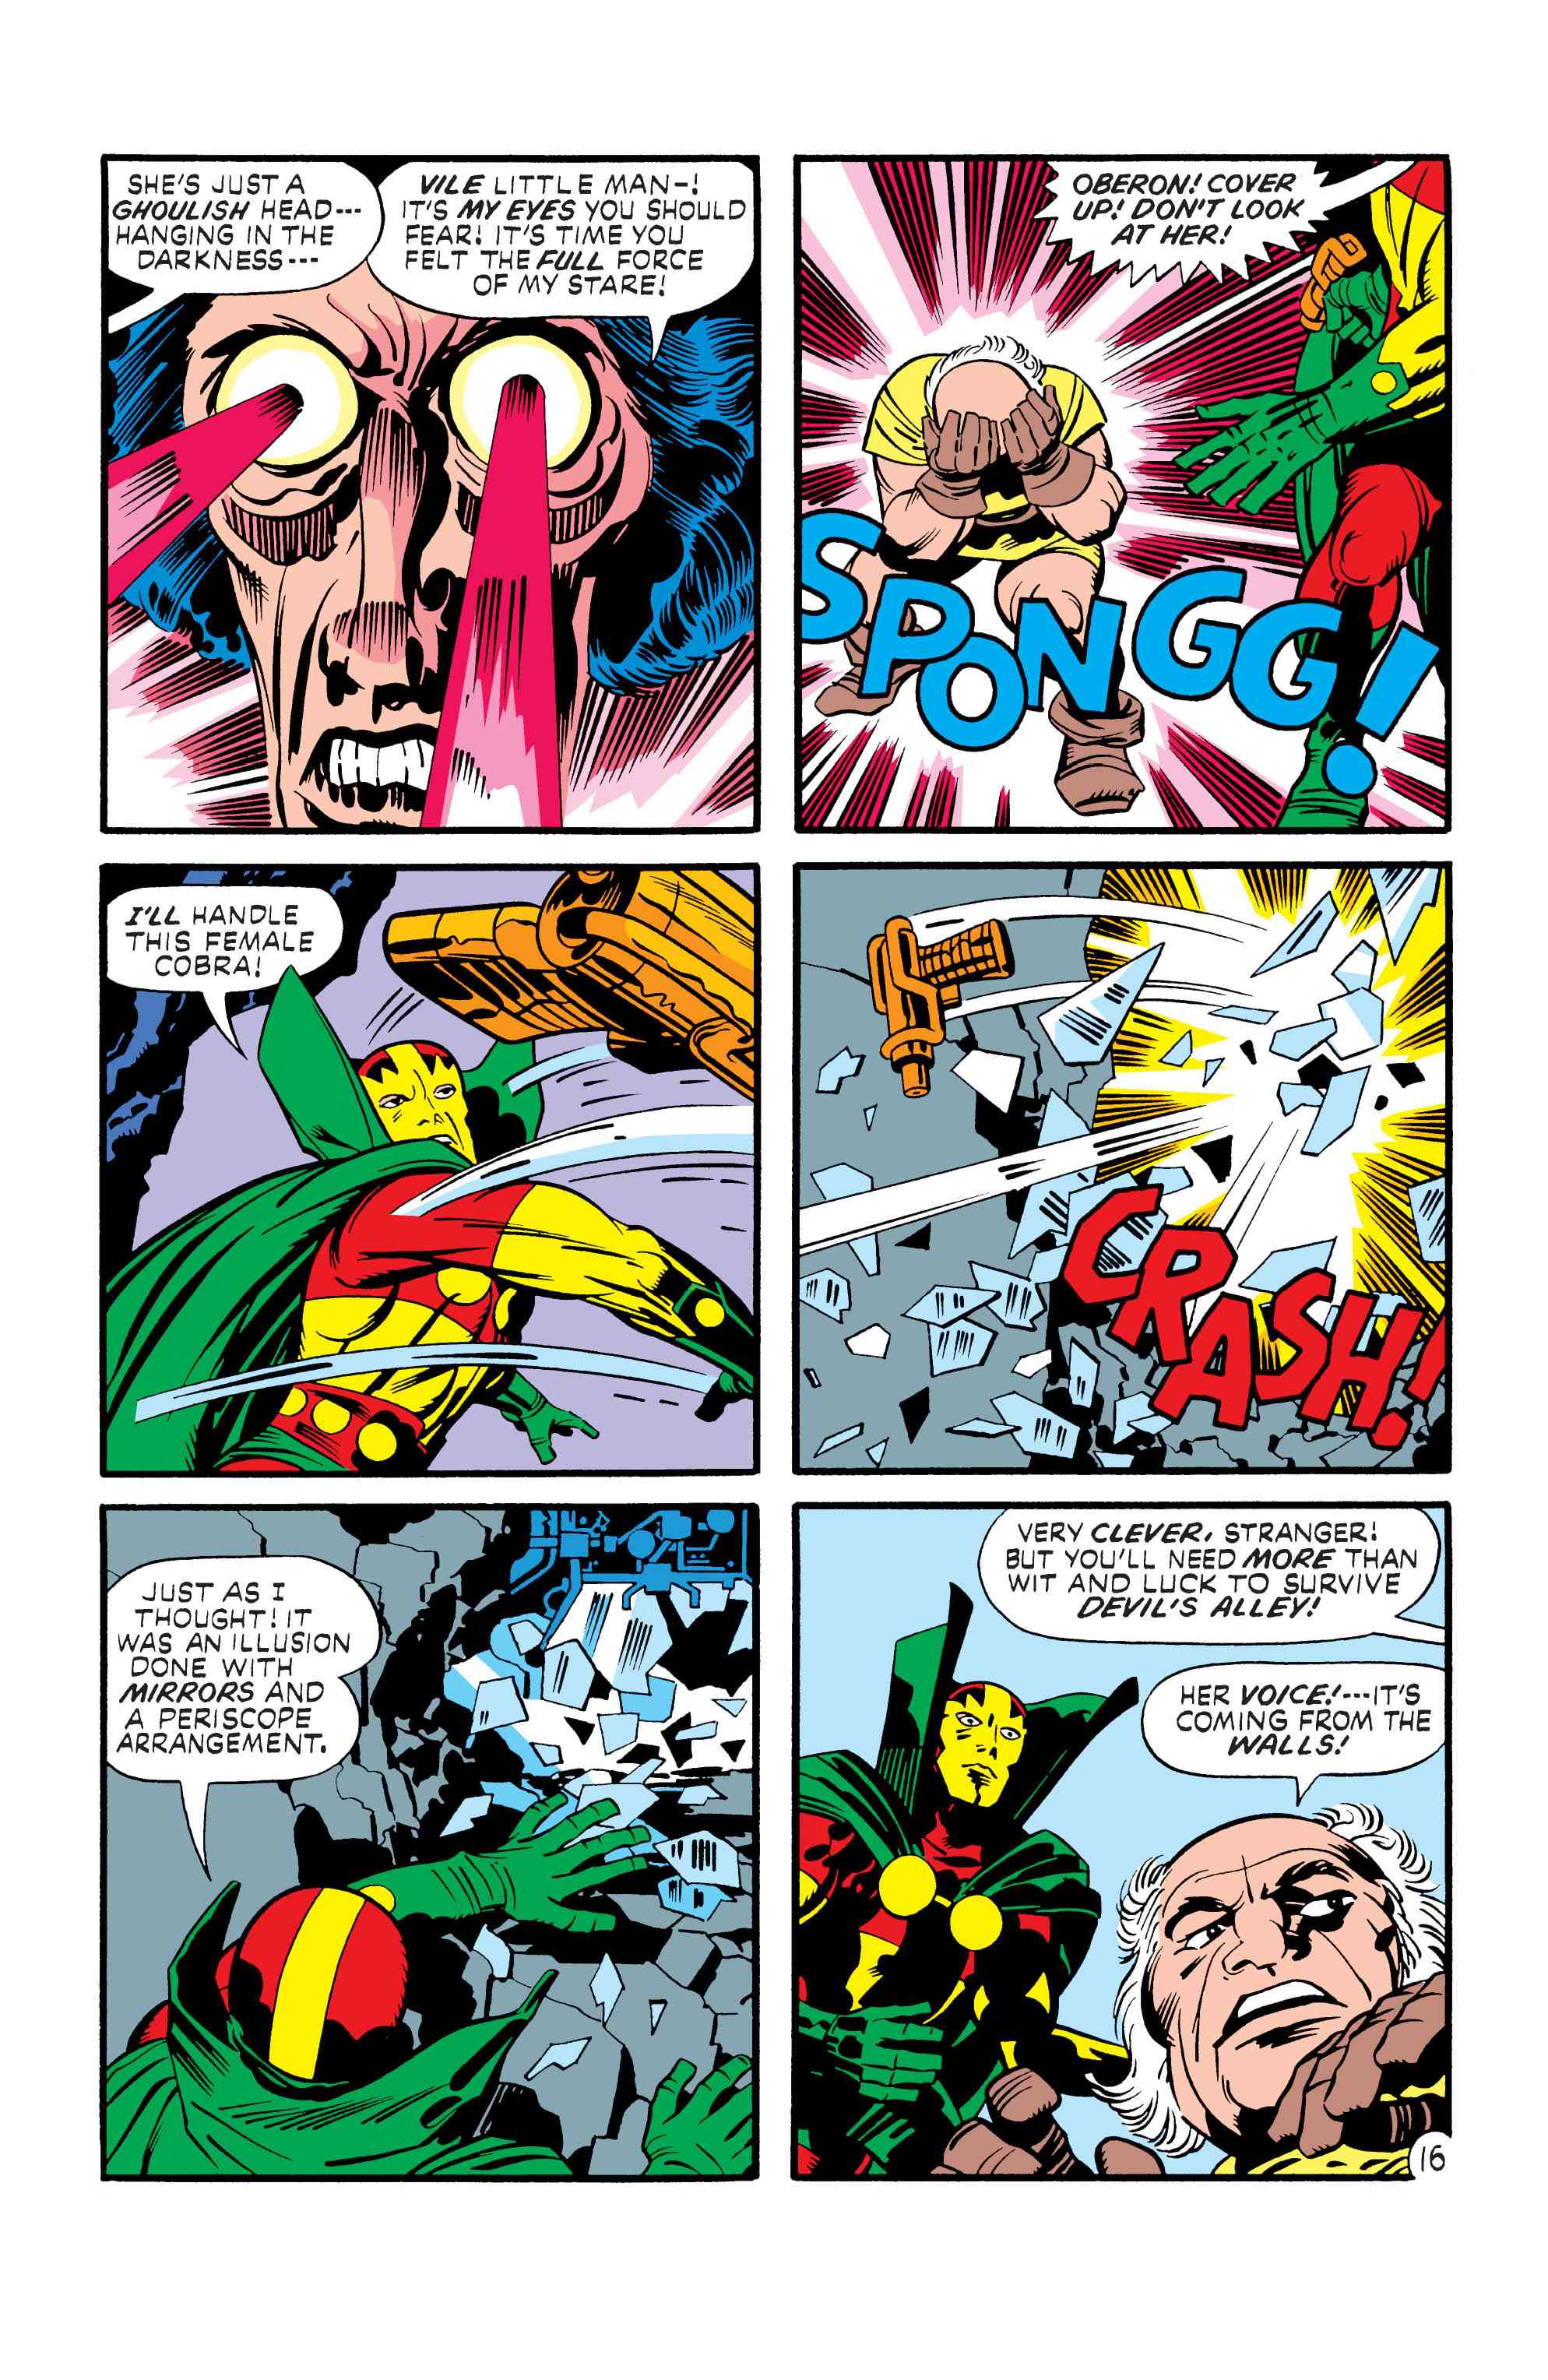 SHE'S JUST A
GHOULISH HEAD---
HANGING IN THE
DARKNESS---
VILE LITTLE MAN-!
IT'S MY EYES YOU SHOULD
FEAR! IT'S TIME YOU
FELT THE FULL FORCE
OF MY STARE!
OBERON! COVER
UP! DON'T LOOK
AT HER!
SPONGG!
I'LL HANDLE
THIS FEMALE
COBRA!
CRASH!
JUST AS I
THOUGHT! IT
WAS AN ILLUSION
DONE WITH
MIRRORS AND
A PERISCOPE
ARRANGEMENT.
VERY CLEVER, STRANGER!
BUT YOU'LL NEED MORE THAN
WIT AND LUCK TO SURVIVE
DEVIL'S ALLEY!
HER VOICE!---IT'S
COMING FROM THE
WALLS!
16